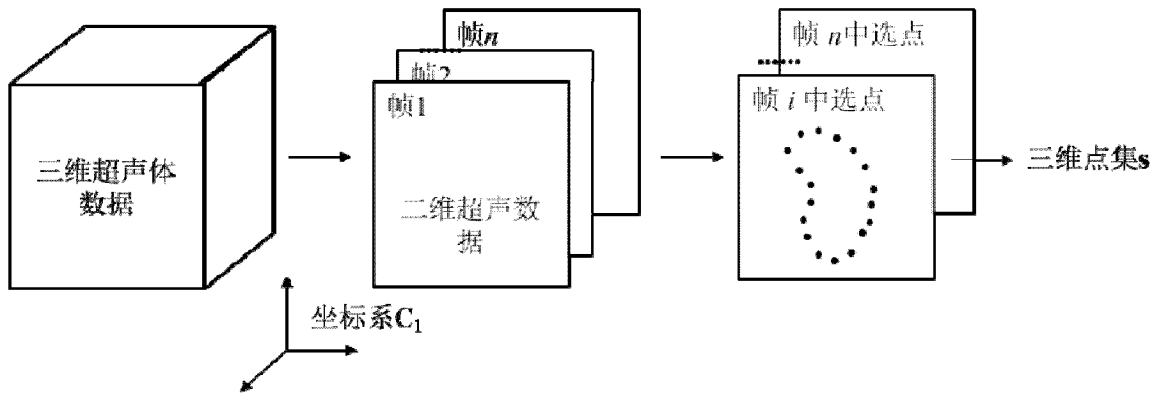 三维超声体
数据
帧n
帧2
帧1
二维超声数
据
帧 n中选点
帧 i 中选点
三维点集s
坐标系C₁